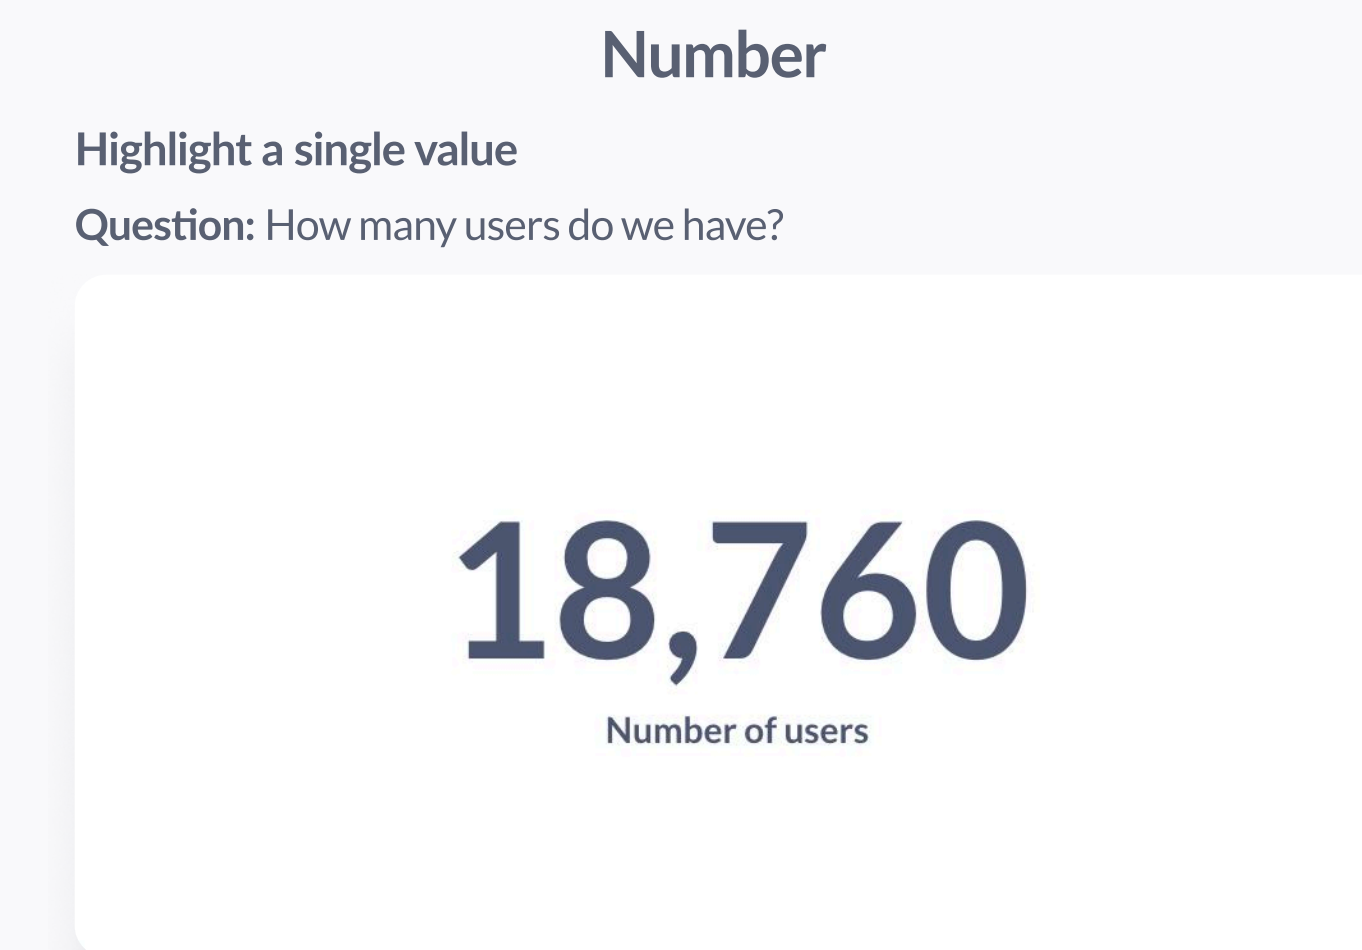 Number
Highlight a single value
Question: How many users do we have?
18,760
Number of users